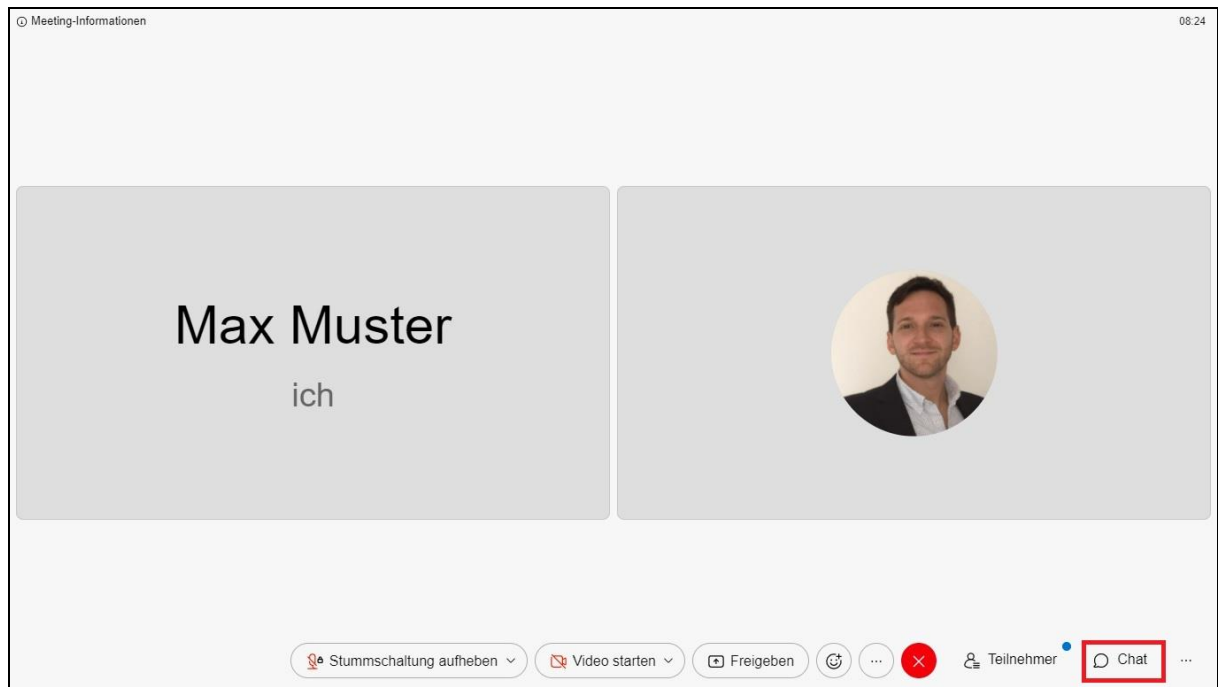 Meeting-Informationen
08:24
Max Muster
ich
Stummschaltung aufheben
Video starten
Freigeben
Teilnehmer
Chat